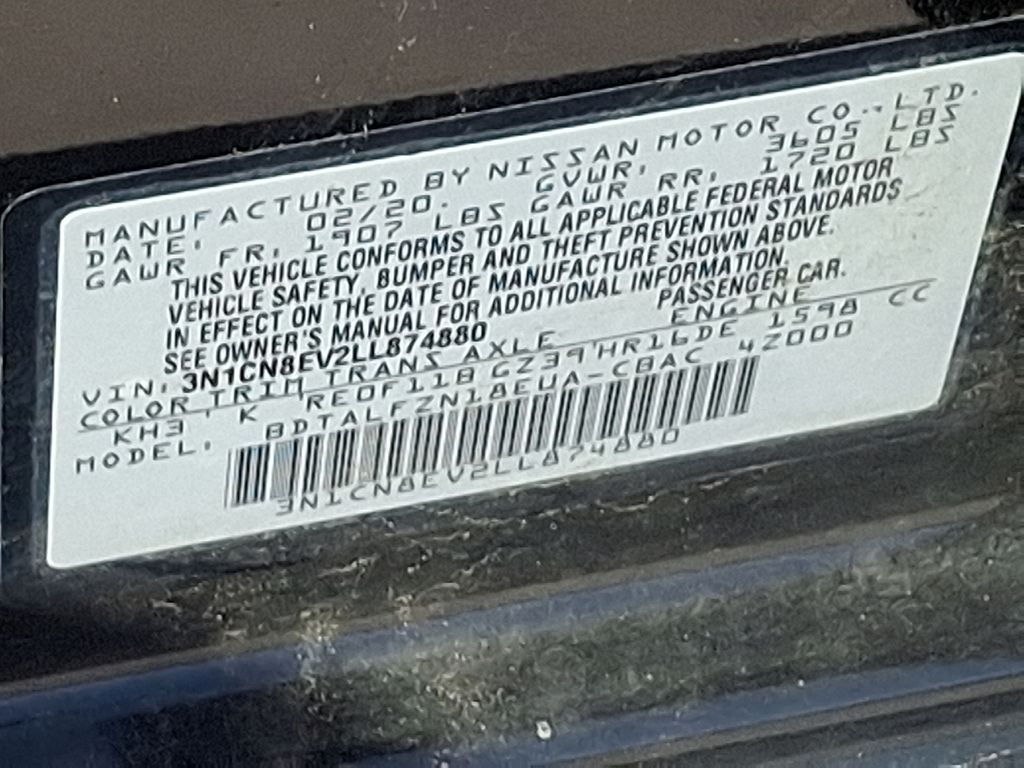 MANUFACTURED BY NISSAN MOTOR CO., LTD.
DATE: 02/20. GVWR: 3605 LBS
GAWR FR: 1907 LBS GAWR RR: 1720 LBS
THIS VEHICLE CONFORMS TO ALL APPLICABLE FEDERAL MOTOR
VEHICLE SAFETY, BUMPER AND THEFT PREVENTION STANDARDS
IN EFFECT ON THE DATE OF MANUFACTURE SHOWN ABOVE.
SEE OWNER'S MANUAL FOR ADDITIONAL INFORMATION.
VIN: 3N1CN8EV2LL874880 PASSENGER CAR.
COLOR TRIM TRANS AXLE ENGINE
KH3, K RE0F11B GZ39 HR16DE 1598 CC
MODEL: BDTALFZN18EUA-CBAC 4Z000
3N1CN8EV2LL874880